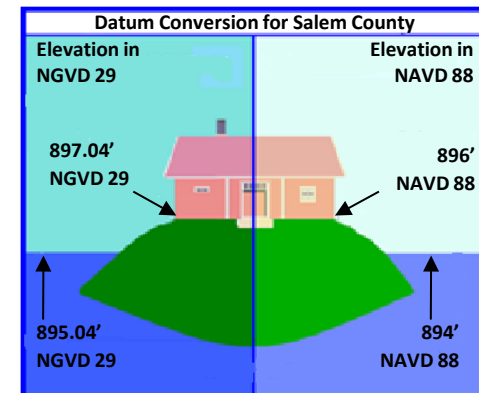 Datum Conversion for Salem County
Elevation in
NGVD 29
Elevation in
NAVD 88
897.04’
NGVD 29
896’
NAVD 88
895.04’
NGVD 29
894’
NAVD 88